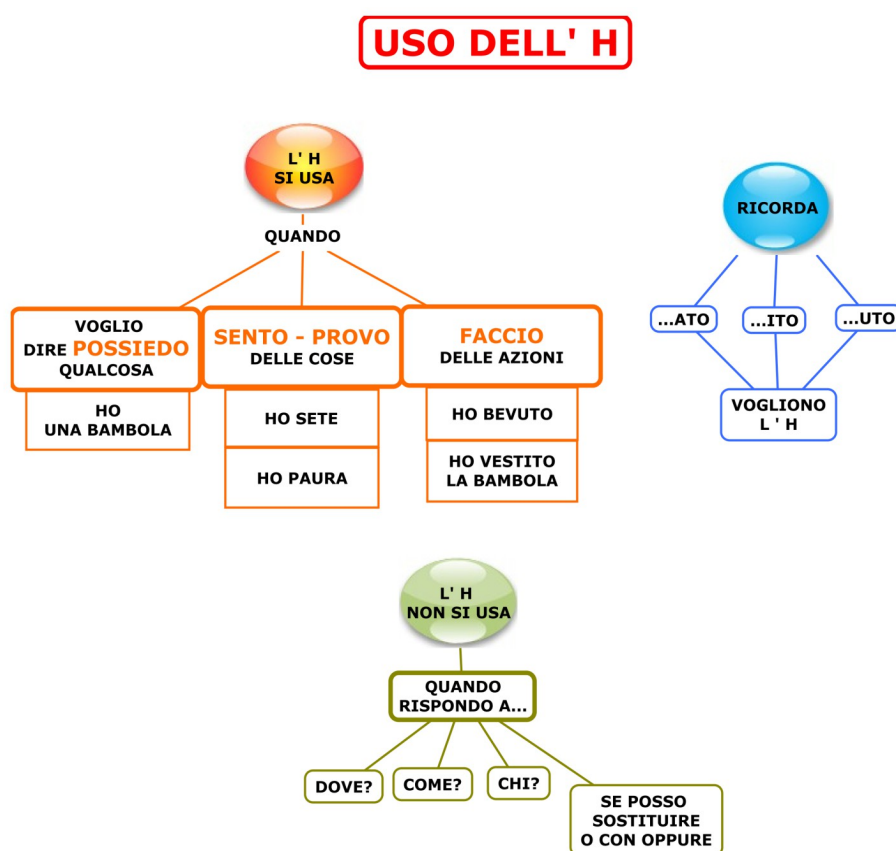 USO DELL' H
L' H
SI USA
QUANDO
VOGLIO
DIRE POSSIEDO
QUALCOSA
HO
UNA BAMBOLA
SENTO - PROVO
DELLE COSE
HO SETE
HO PAURA
FACCIO
DELLE AZIONI
HO BEVUTO
HO VESTITO
LA BAMBOLA
RICORDA
...ATO
...ITO
...UTO
VOGLIONO
L ' H
L' H
NON SI USA
QUANDO
RISPONDO A...
DOVE?
COME?
CHI?
SE POSSO
SOSTITUIRE
O CON OPPURE